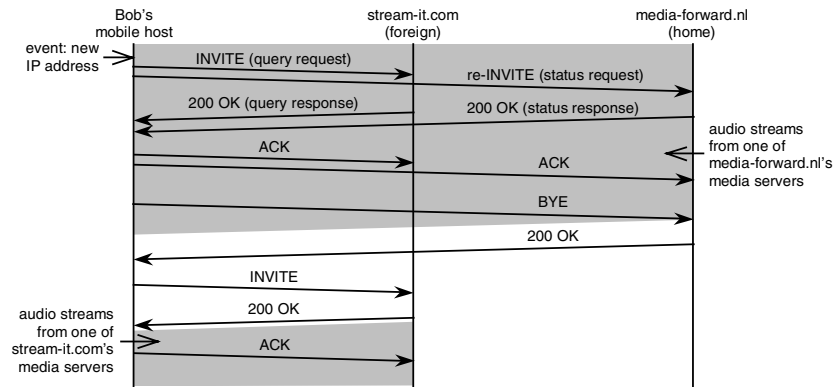 Bob's
mobile host
stream-it.com
(foreign)
media-forward.nl
(home)
event: new
IP address
INVITE (query request)
re-INVITE (status request)
200 OK (query response)
200 OK (status response)
audio streams
from one of
media-forward.nl's
media servers
ACK
ACK
BYE
200 OK
INVITE
200 OK
audio streams
from one of
stream-it.com's
media servers
ACK